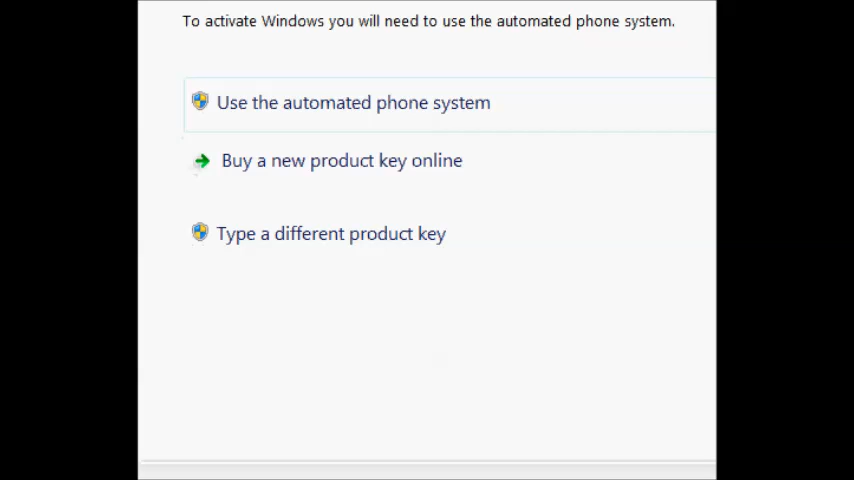 To activate Windows you will need to use the automated phone system.
Use the automated phone system
Buy a new product key online
Type a different product key